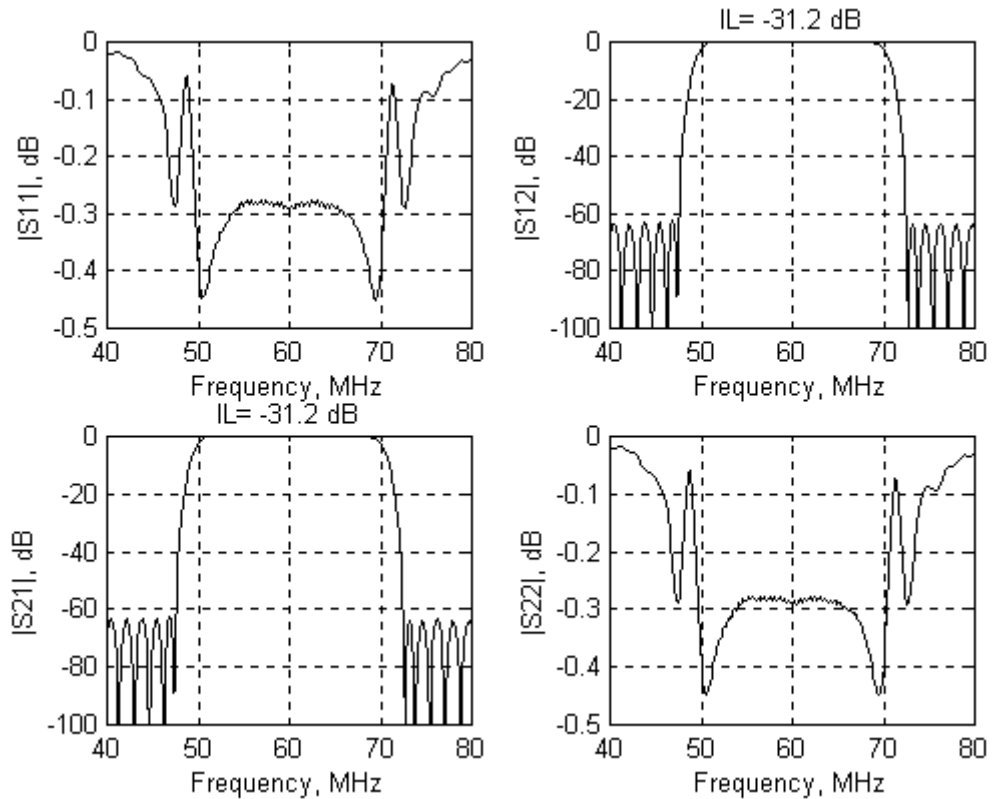 0
-0.1
-0.2
-0.3
-0.4
-0.5
|S11|, dB
40 50 60 70 80
Frequency, MHz
IL= -31.2 dB
0
-20
-40
-60
-80
-100
|S12|, dB
40 50 60 70 80
Frequency, MHz
IL= -31.2 dB
0
-20
-40
-60
-80
-100
|S21|, dB
40 50 60 70 80
Frequency, MHz
0
-0.1
-0.2
-0.3
-0.4
-0.5
|S22|, dB
40 50 60 70 80
Frequency, MHz